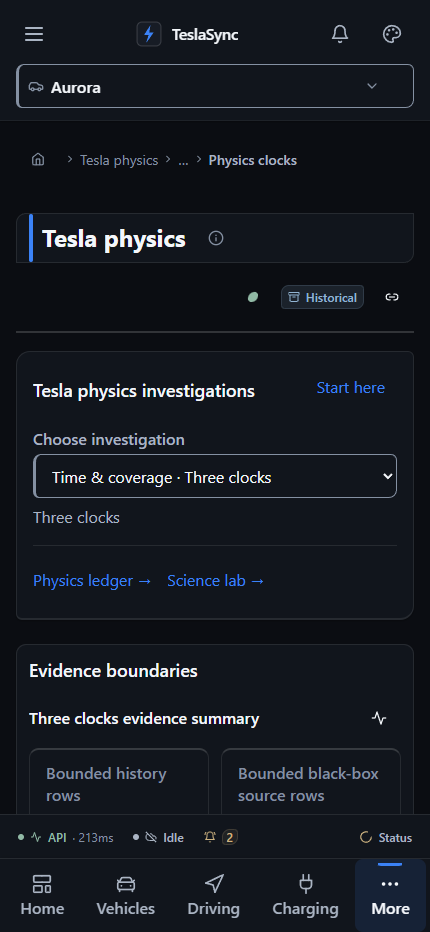 TeslaSync
Aurora
Tesla physics
...
Physics clocks
Tesla physics
Historical
Tesla physics investigations
Start here
Choose investigation
Time & coverage · Three clocks
Three clocks
Physics ledger →
Science lab →
Evidence boundaries
Three clocks evidence summary
Bounded history
rows
Bounded black-box
source rows
API · 213ms
Idle
2
Status
Home
Vehicles
Driving
Charging
More